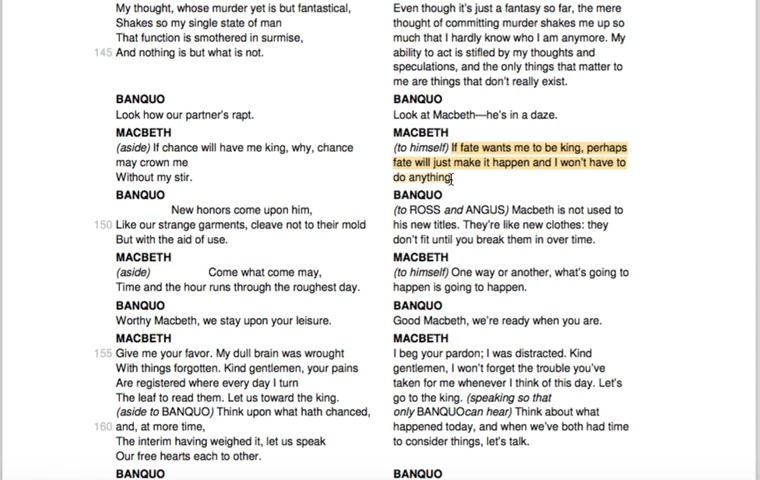 My thought, whose murder yet is but fantastical,
Shakes so my single state of man
That function is smothered in surmise,
145 And nothing is but what is not.
BANQUO
Look how our partner's rapt.
MACBETH
(aside) If chance will have me king, why, chance
may crown me
Without my stir.
BANQUO
New honors come upon him,
150 Like our strange garments, cleave not to their mold
But with the aid of use.
MACBETH
(aside) Come what come may,
Time and the hour runs through the roughest day.
BANQUO
Worthy Macbeth, we stay upon your leisure.
MACBETH
155 Give me your favor. My dull brain was wrought
With things forgotten. Kind gentlemen, your pains
Are registered where every day I turn
The leaf to read them. Let us toward the king.
(aside to BANQUO) Think upon what hath chanced,
160 and, at more time,
The interim having weighed it, let us speak
Our free hearts each to other.
BANQUO
Even though it's just a fantasy so far, the mere
thought of committing murder shakes me up so
much that I hardly know who I am anymore. My
ability to act is stifled by my thoughts and
speculations, and the only things that matter to
me are things that don't really exist.
BANQUO
Look at Macbeth—he's in a daze.
MACBETH
(to himself) If fate wants me to be king, perhaps
fate will just make it happen and I won't have to
do anything.
BANQUO
(to ROSS and ANGUS) Macbeth is not used to
his new titles. They're like new clothes: they
don't fit until you break them in over time.
MACBETH
(to himself) One way or another, what's going to
happen is going to happen.
BANQUO
Good Macbeth, we're ready when you are.
MACBETH
I beg your pardon; I was distracted. Kind
gentlemen, I won't forget the trouble you've
taken for me whenever I think of this day. Let's
go to the king. (speaking so that
only BANQUOcan hear) Think about what
happened today, and when we've both had time
to consider things, let's talk.
BANQUO